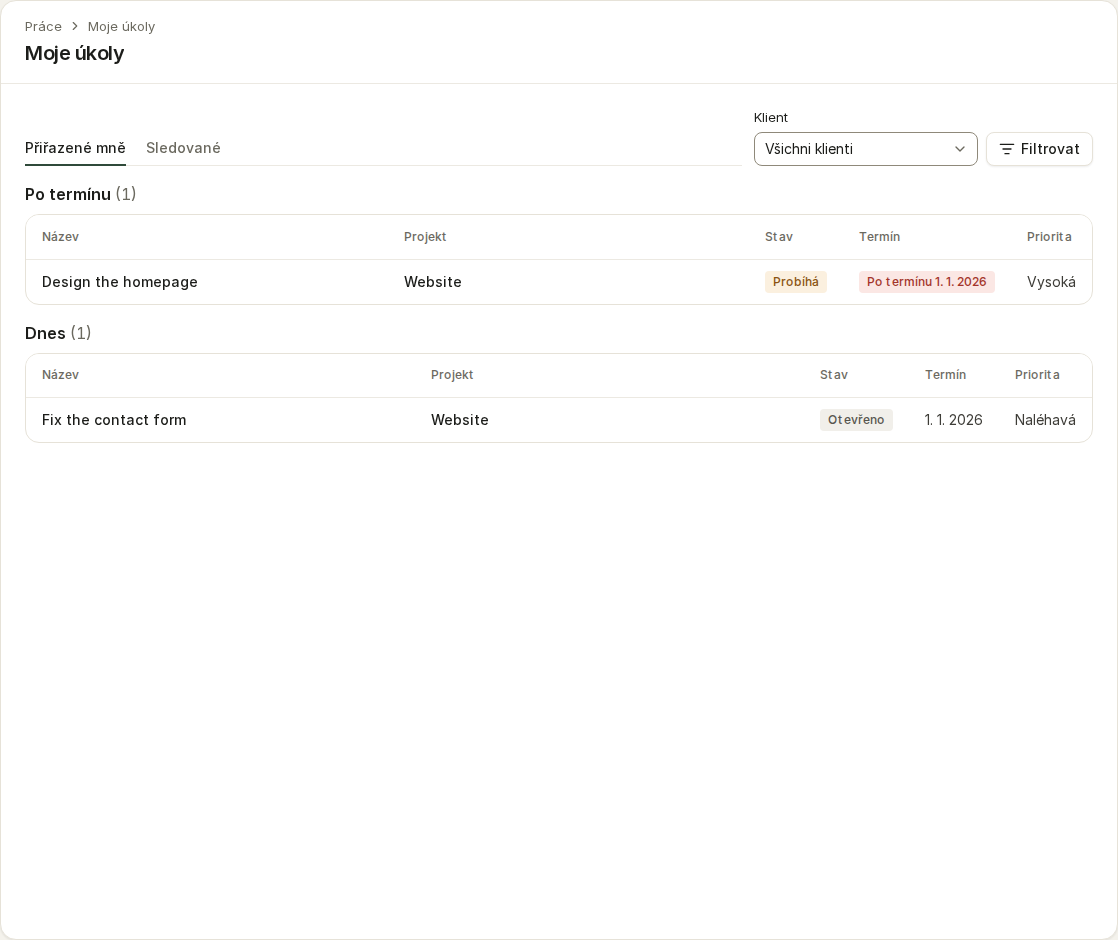 Práce > Moje úkoly
Moje úkoly
Klient
Přiřazené mně Sledované Všichni klienti Filtrovat
Po termínu (1)
Název Projekt Stav Termín Priorita
Design the homepage Website Probíhá Po termínu 1. 1. 2026 Vysoká
Dnes (1)
Název Projekt Stav Termín Priorita
Fix the contact form Website Otevřeno 1. 1. 2026 Naléhavá